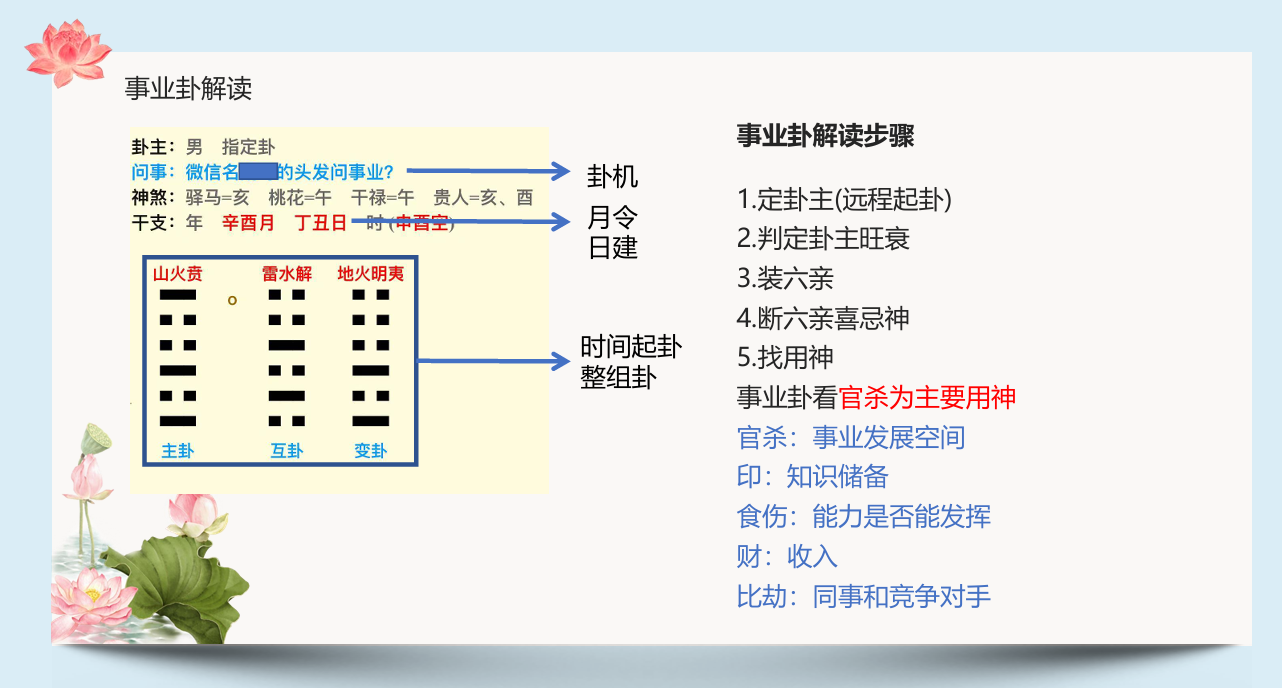 事业卦解读
卦主：男 指定卦
问事：微信名 的头发问事业?
神煞：驿马=亥 桃花=午 干禄=午 贵人=亥、酉
干支：年 辛酉月 丁丑日 时 (申酉空)
山火贲 雷水解 地火明夷
o
主卦 互卦 变卦
卦机
月令
日建
时间起卦
整组卦
事业卦解读步骤
1.定卦主(远程起卦)
2.判定卦主旺衰
3.装六亲
4.断六亲喜忌神
5.找用神
事业卦看官杀为主要用神
官杀：事业发展空间
印：知识储备
食伤：能力是否能发挥
财：收入
比劫：同事和竞争对手